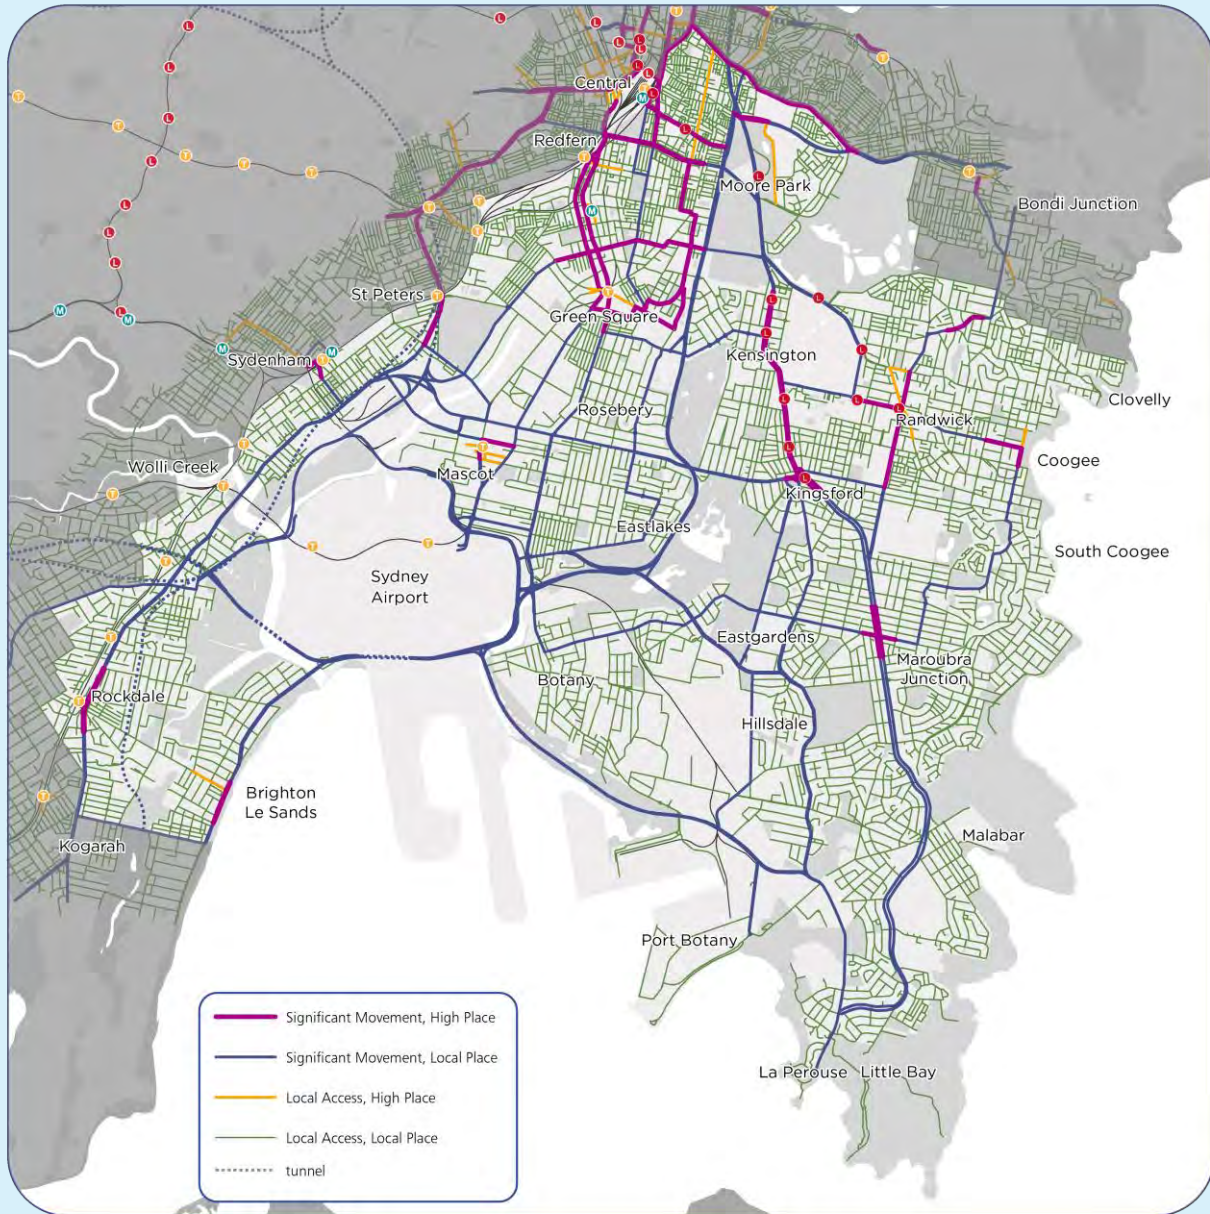 Central
M
Redfern
Moore Park
Bondi Junction
St Peters
Green Square
Kensington
Sydenham
Clovelly
Rosebery
Randwick
Wolli Creek
Mascot
Coogee
Kingsford
Eastlakes
South Coogee
Sydney
Airport
Eastgardens
Maroubra
Junction
Botany
Rockdale
Hillsdale
Brighton
Le Sands
Malabar
Kogarah
Port Botany
La Perouse
Little Bay
Significant Movement, High Place
Significant Movement, Local Place
Local Access, High Place
Local Access, Local Place
tunnel